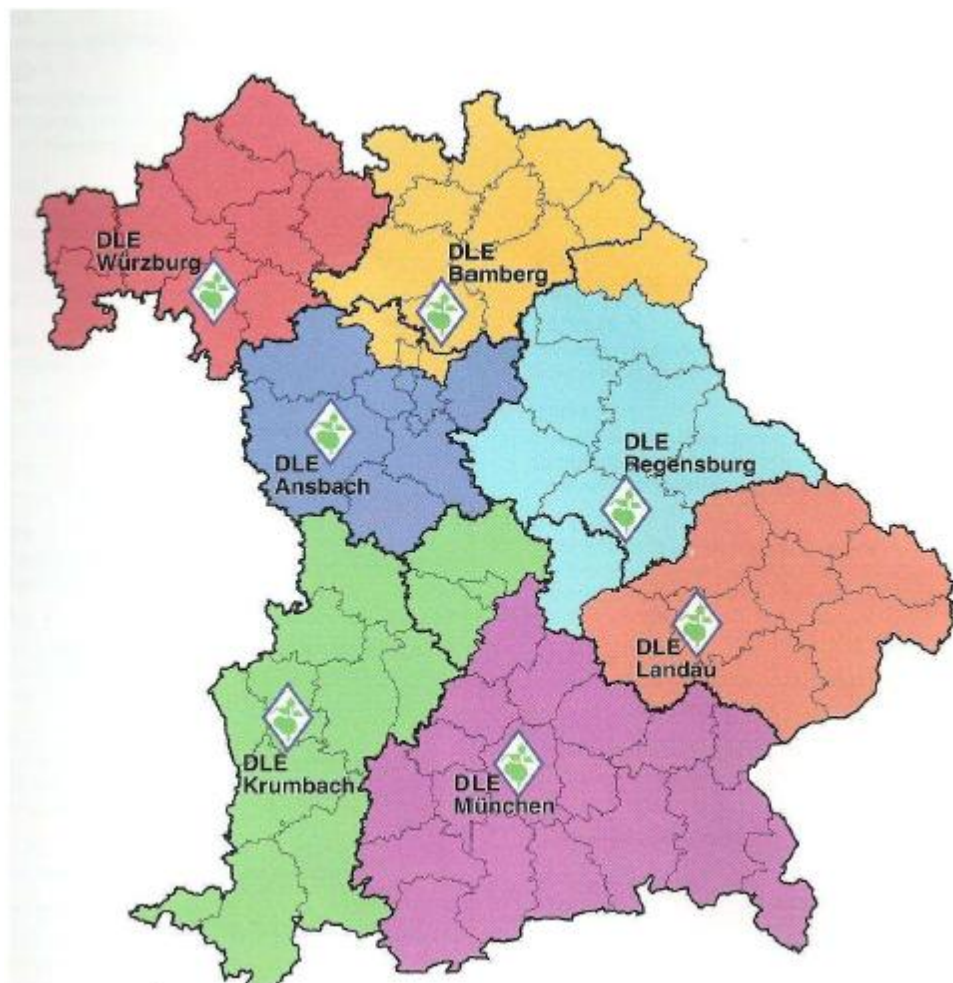 DLE
Würzburg
DLE
Bamberg
DLE
Ansbach
DLE
Regensburg
DLE
Landau
DLE
Krumbach
DLE
München